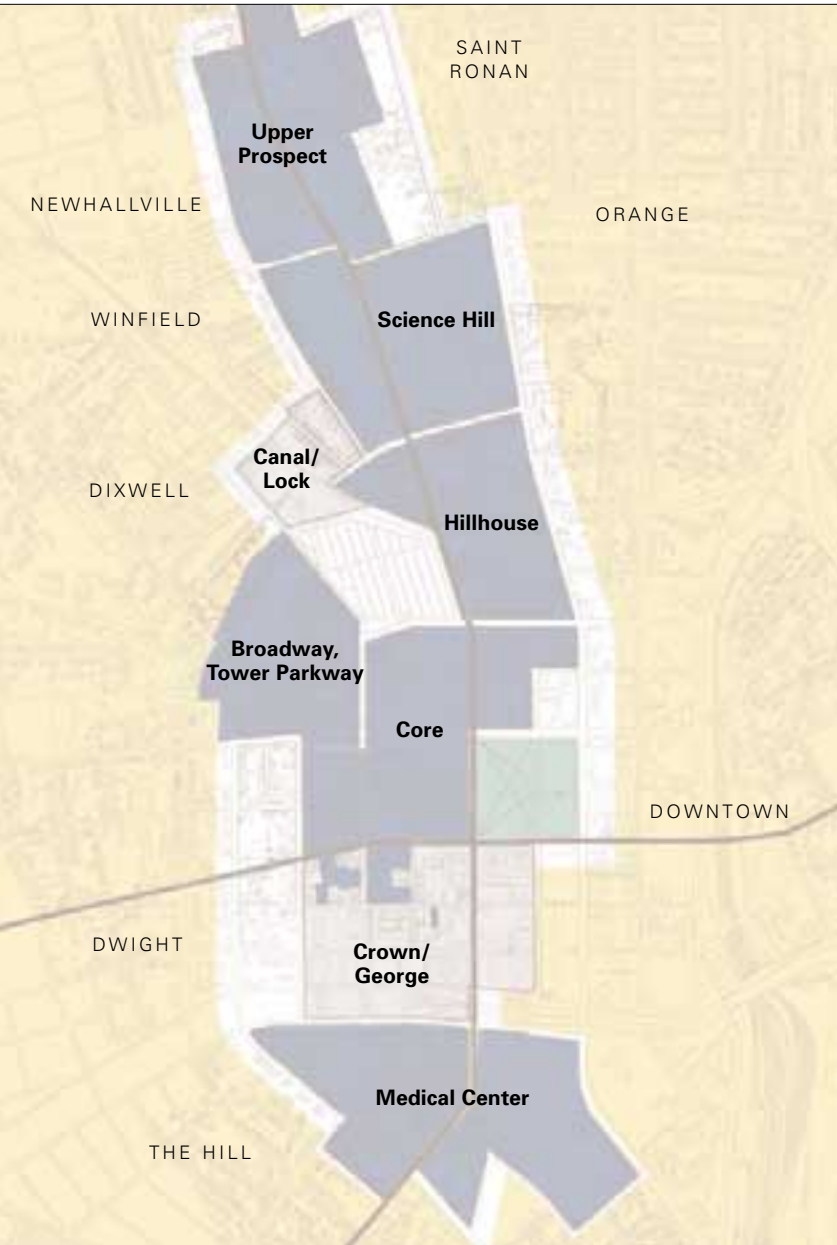 SAINT
RONAN
Upper
Prospect
NEWHALLVILLE
ORANGE
WINFIELD
Science Hill
Canal/
Lock
DIXWELL
Hillhouse
Broadway,
Tower Parkway
Core
DOWNTOWN
DWIGHT
Crown/
George
Medical Center
THE HILL